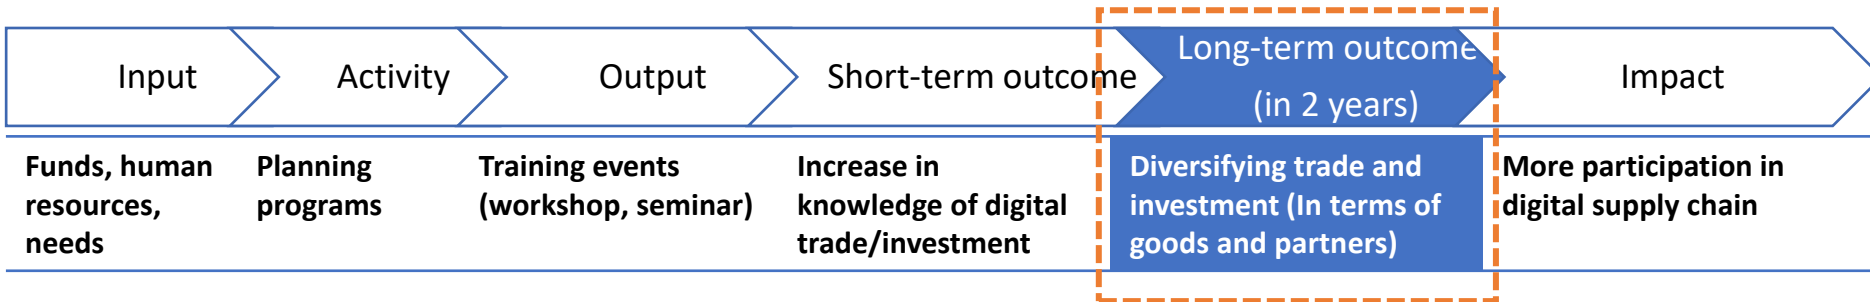 Input
Activity
Output
Short-term outcome
Long-term outcome
(in 2 years)
Impact
Funds, human
resources,
needs
Planning
programs
Training events
(workshop, seminar)
Increase in
knowledge of digital
trade/investment
Diversifying trade and
investment (In terms of
goods and partners)
More participation in
digital supply chain